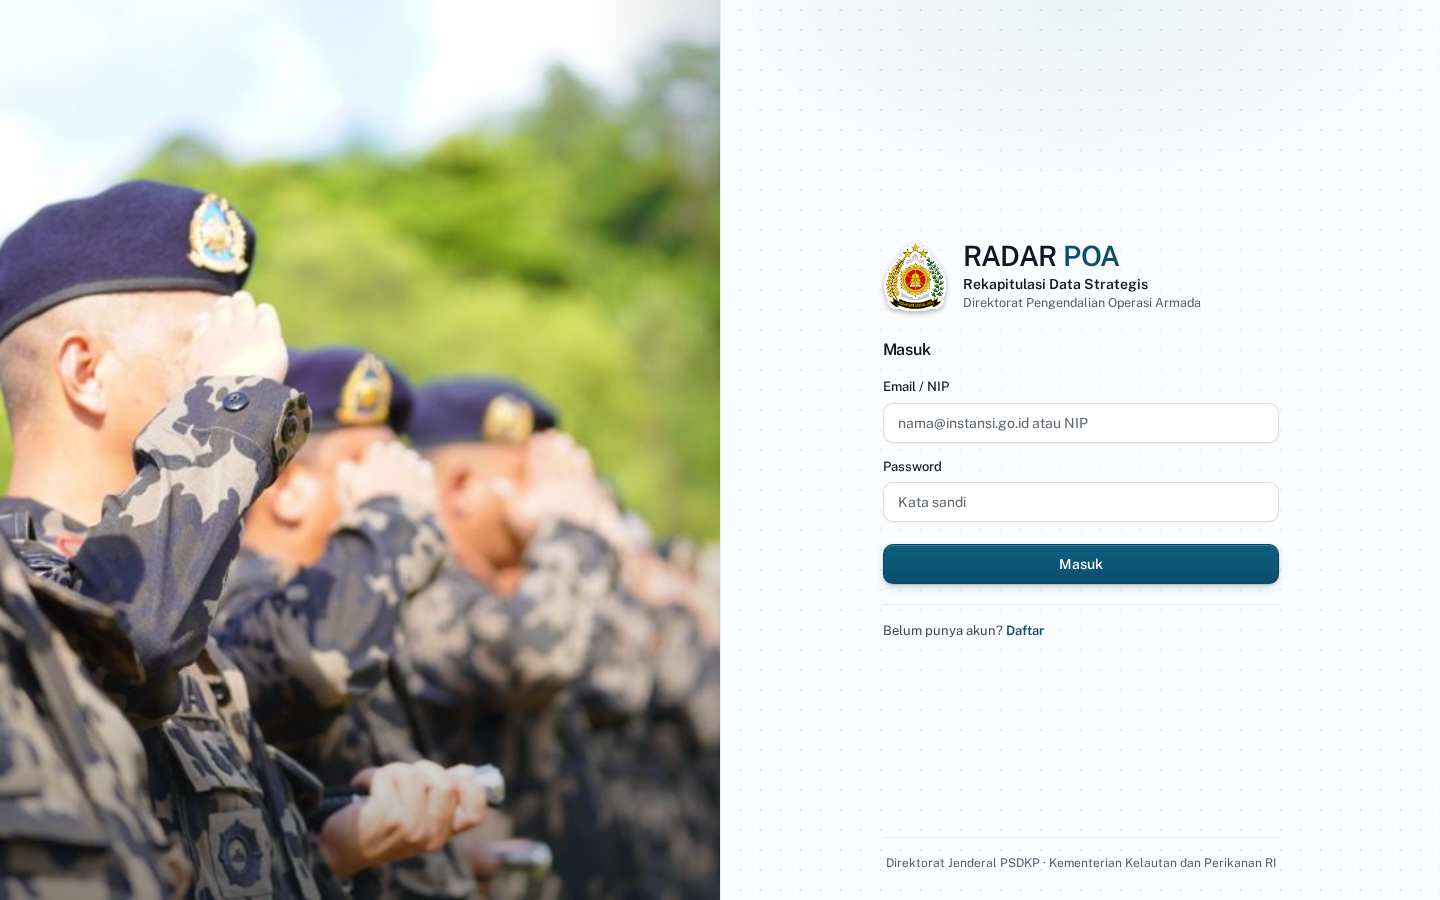 RADAR POA
Rekapitulasi Data Strategis
Direktorat Pengendalian Operasi Armada
Masuk
Email / NIP
nama@instansi.go.id atau NIP
Password
Kata sandi
Masuk
Belum punya akun? Daftar
Direktorat Jenderal PSDKP · Kementerian Kelautan dan Perikanan RI